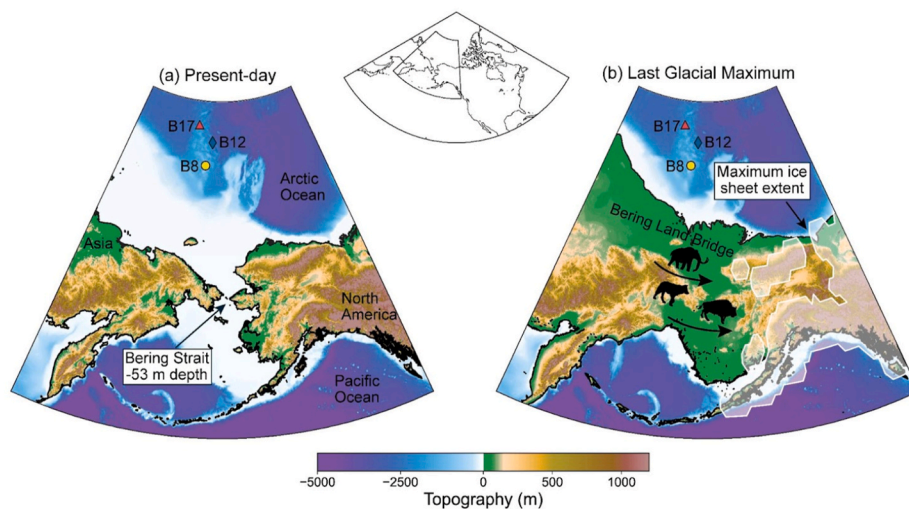 (a) Present-day
(b) Last Glacial Maximum
B17
B12
B8
Arctic
Ocean
Asia
North
America
Bering Strait
-53 m depth
Pacific
Ocean
B17
B12
B8
Maximum ice
sheet extent
Bering Land Bridge
−5000
−2500
0
500
1000
Topography (m)